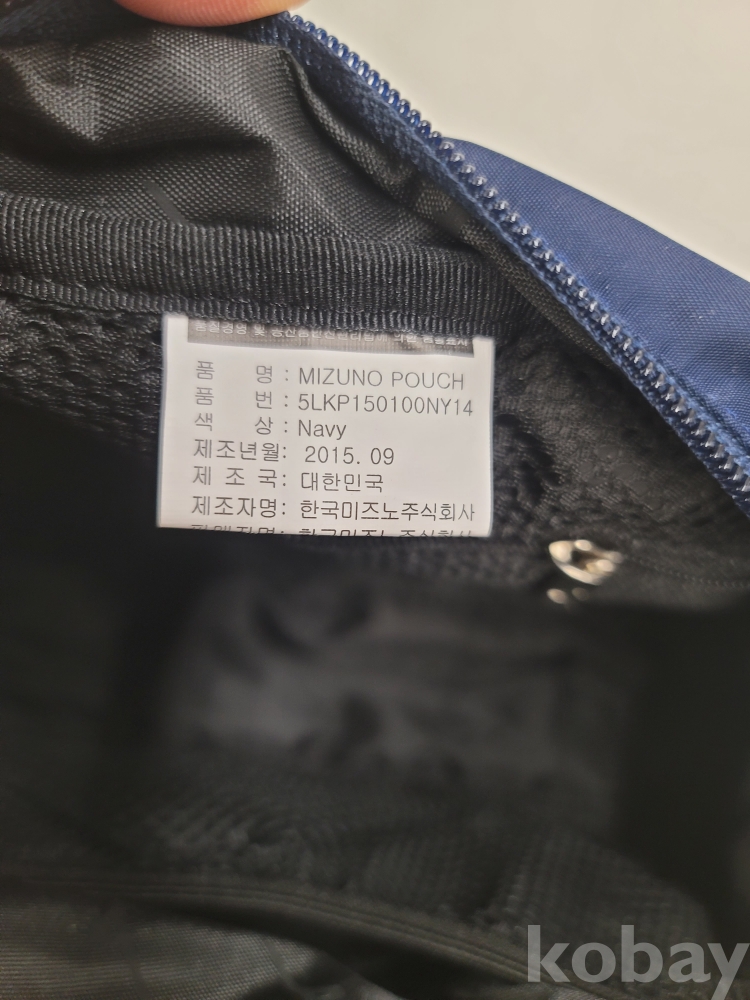 품 명 : MIZUNO POUCH
품 번 : 5LKP150100NY14
색 상 : Navy
제조년월: 2015. 09
제 조 국: 대한민국
제조자명: 한국미즈노주식회사
kobay